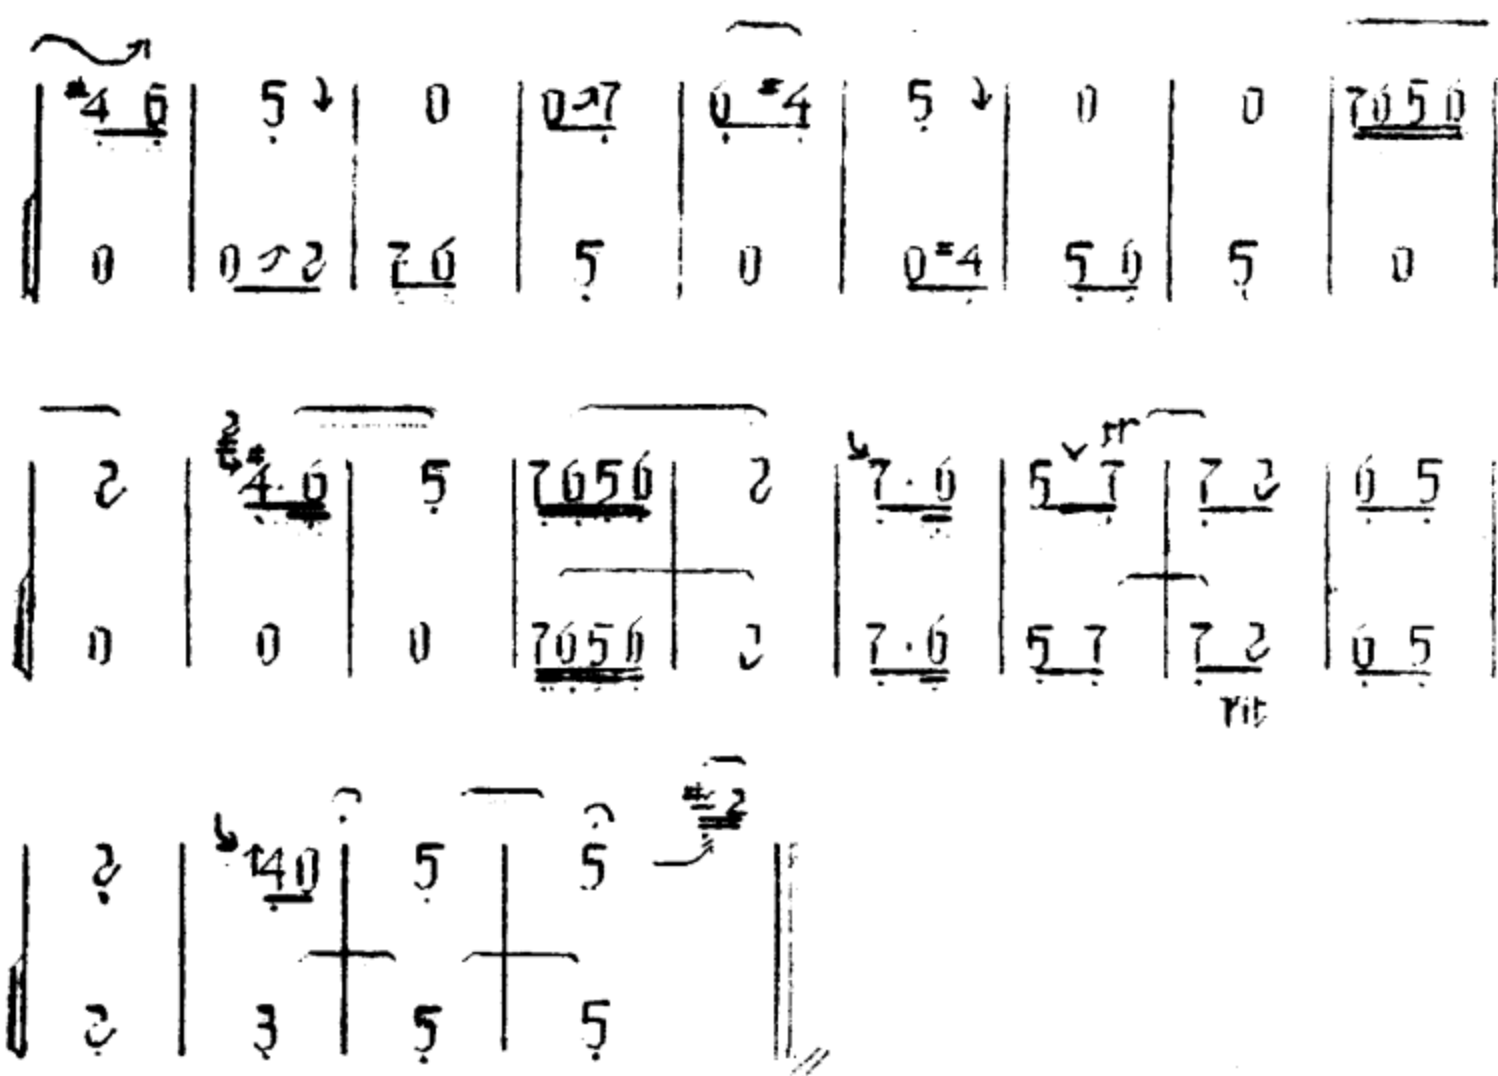 #4 6 | 5 ↓ | 0 | 0 ↗ 7 | 6 #4 | 5 ↓ | 0 | 0 | 7 6 5 6 |
0 | 0 ↗ 2 | 7 6 | 5 | 0 | 0 #4 | 5 6 | 5 | 0 |
2 | #4 · 6 | 5 | 7 6 5 6 | 2 | 7 · 6 | 5 7 | 7 2 | 6 5 |
0 | 0 | 0 | 7 6 5 6 | 2 | 7 · 6 | 5 7 | 7 2 | 6 5 |
rit
2 | ↑4 0 | 5 | 5 #2 ||
2 | 3 | 5 | 5 ||